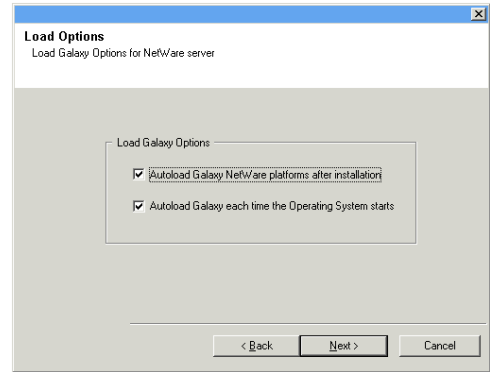 Load Options
Load Galaxy Options for NetWare server
Load Galaxy Options
Autoload Galaxy NetWare platforms after installation
Autoload Galaxy each time the Operating System starts
< Back
Next >
Cancel